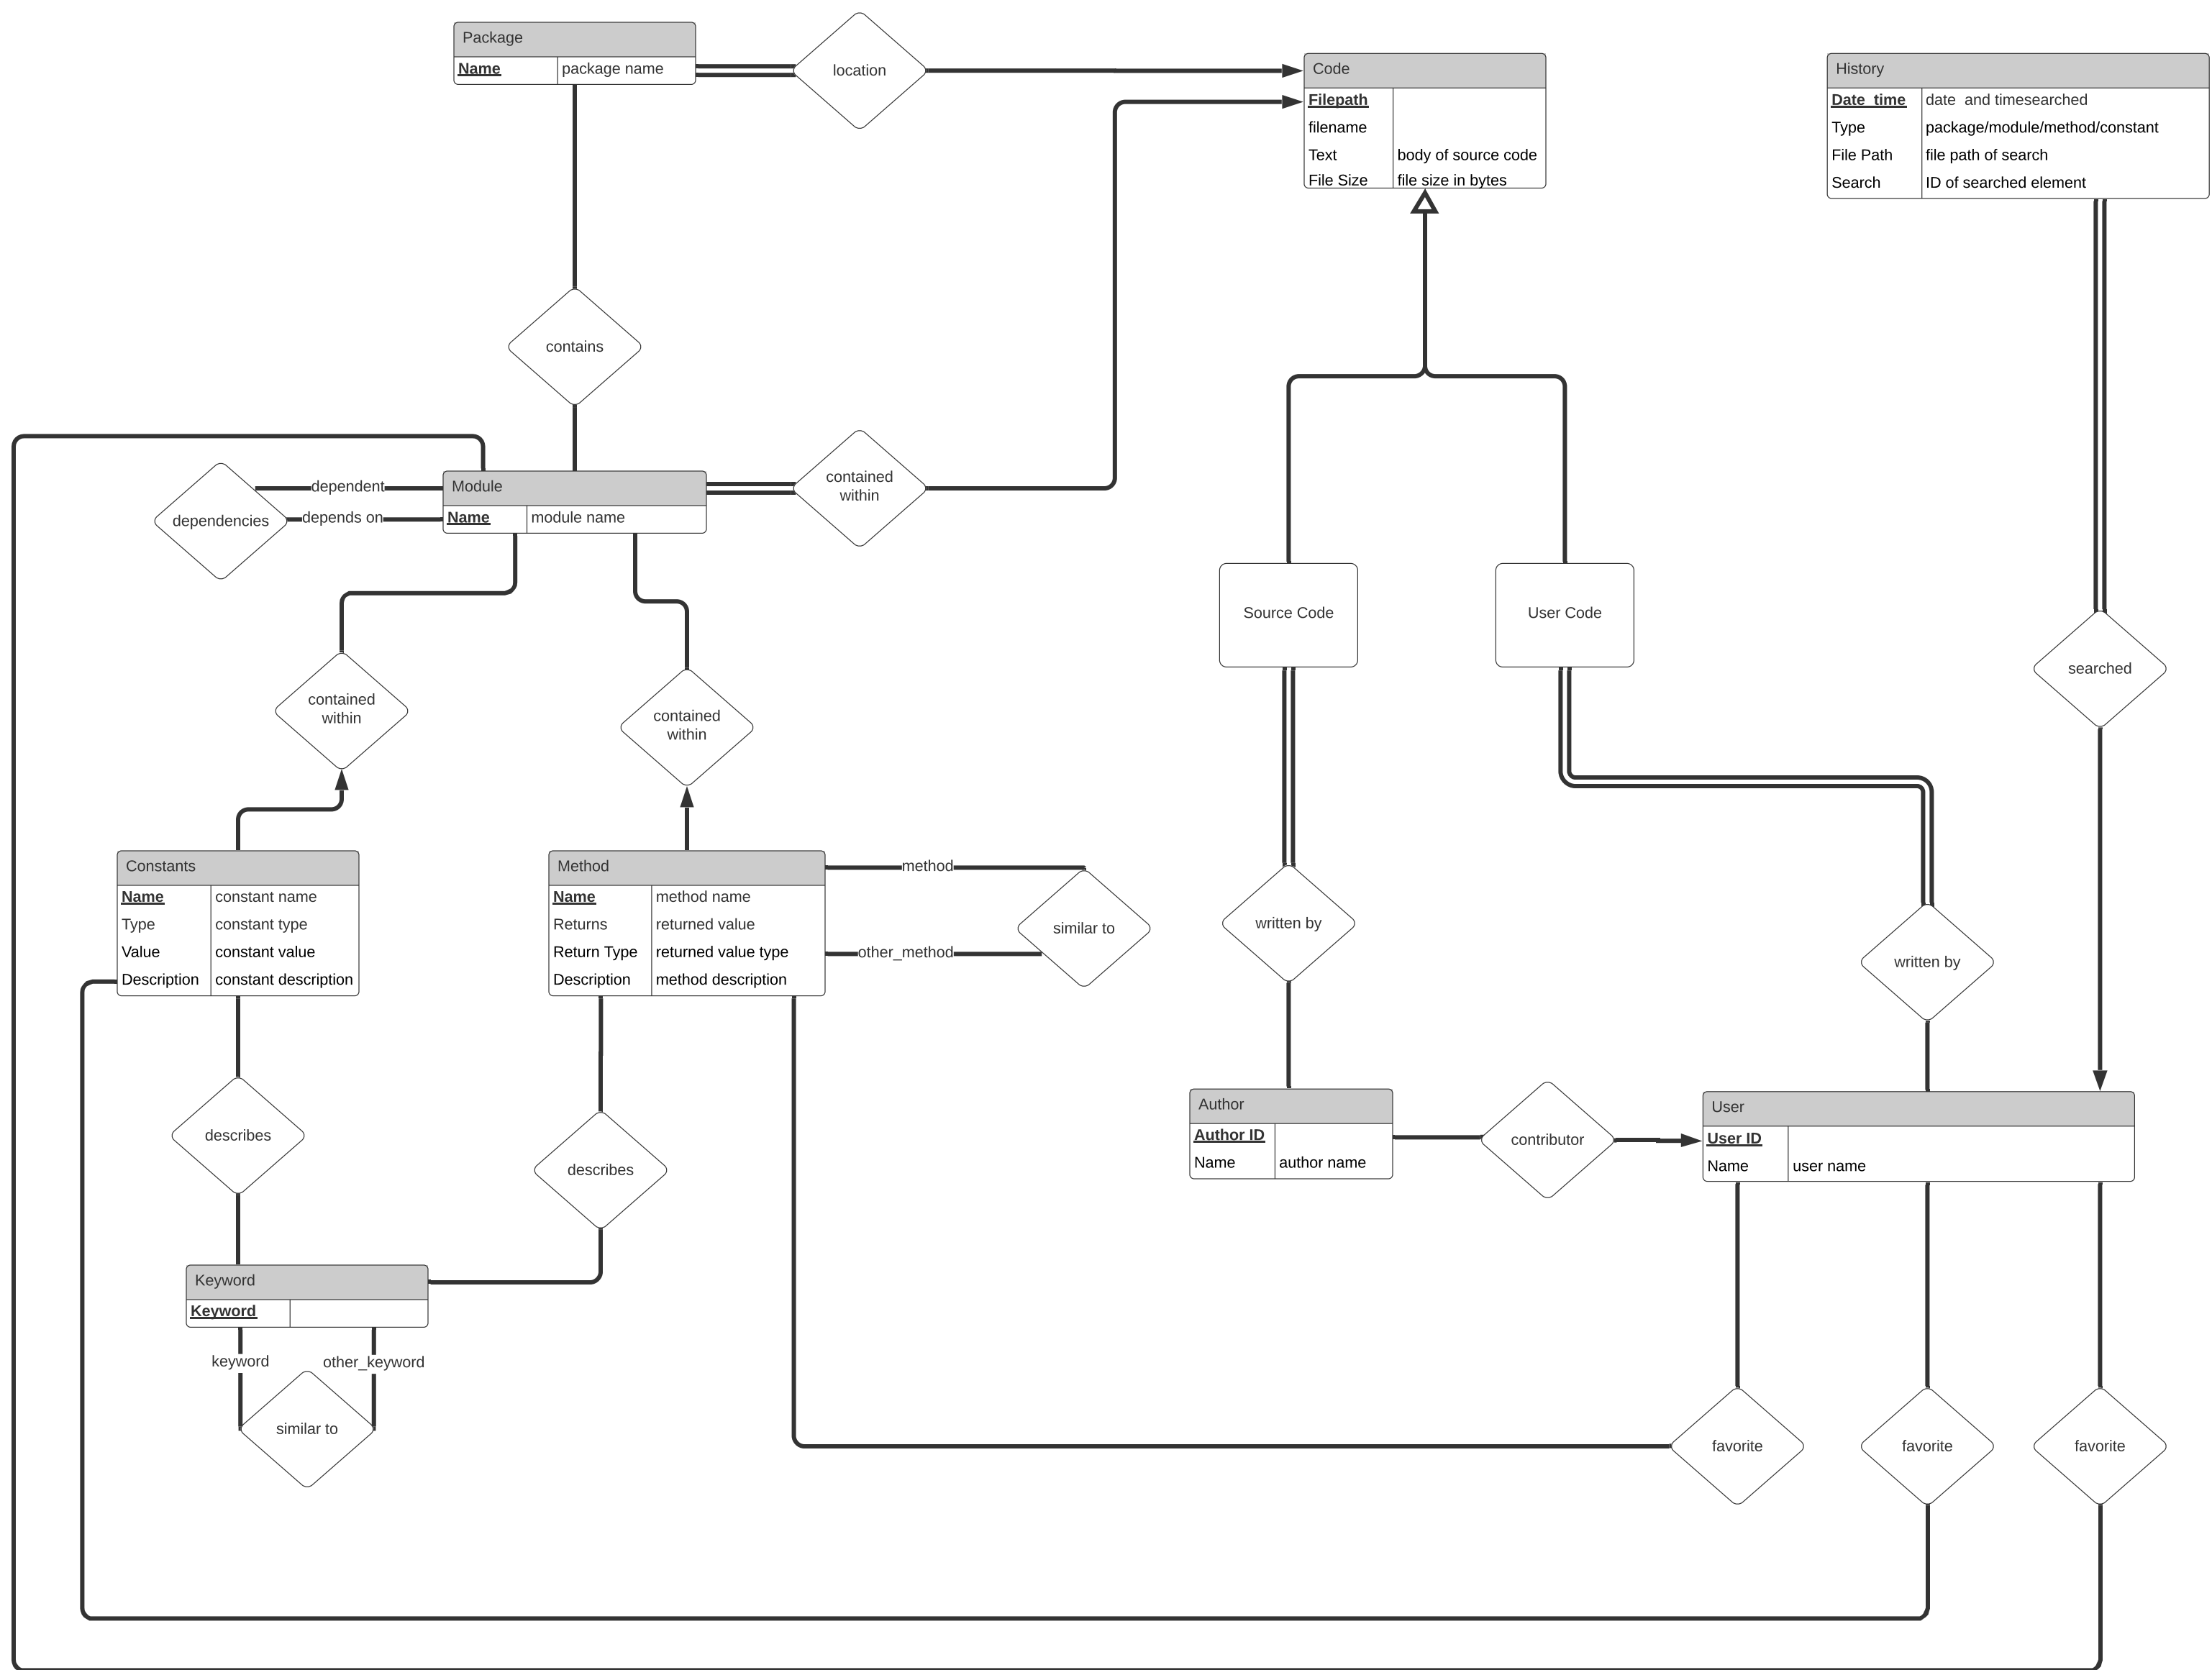 Package
Name package name
location
Code
Filepath
filename
Text body of source code
File Size file size in bytes
History
Date_time date and timesearched
Type package/module/method/constant
File Path file path of search
Search ID of searched element
contains
dependencies
dependent
depends on
Module
Name module name
contained
within
Source Code
User Code
searched
contained
within
contained
within
Constants
Name constant name
Type constant type
Value constant value
Description constant description
Method
Name method name
Returns returned value
Return Type returned value type
Description method description
method
other_method
similar to
written by
written by
describes
describes
Author
Author ID
Name author name
contributor
User
User ID
Name user name
Keyword
Keyword
keyword
other_keyword
similar to
favorite
favorite
favorite